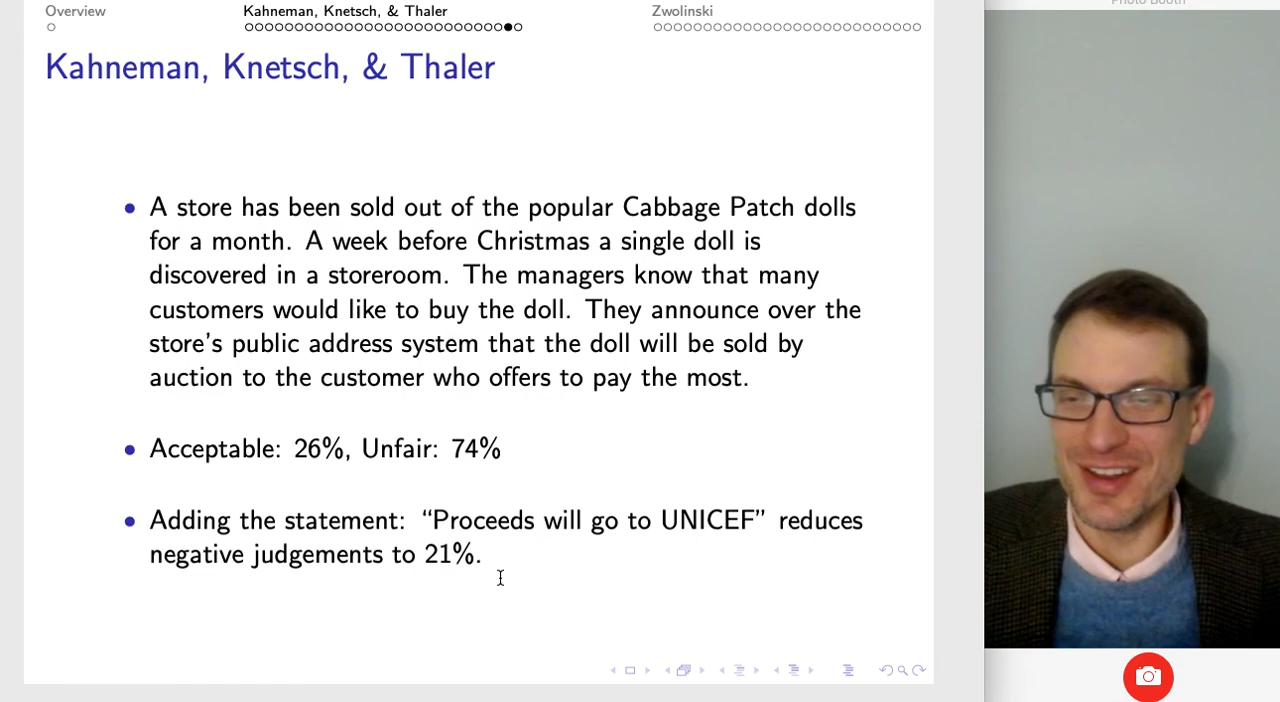 Photo Booth
Overview
Kahneman, Knetsch, & Thaler
Zwolinski
Kahneman, Knetsch, & Thaler
• A store has been sold out of the popular Cabbage Patch dolls
for a month. A week before Christmas a single doll is
discovered in a storeroom. The managers know that many
customers would like to buy the doll. They announce over the
store's public address system that the doll will be sold by
auction to the customer who offers to pay the most.
• Acceptable: 26%, Unfair: 74%
• Adding the statement: “Proceeds will go to UNICEF” reduces
negative judgements to 21%.